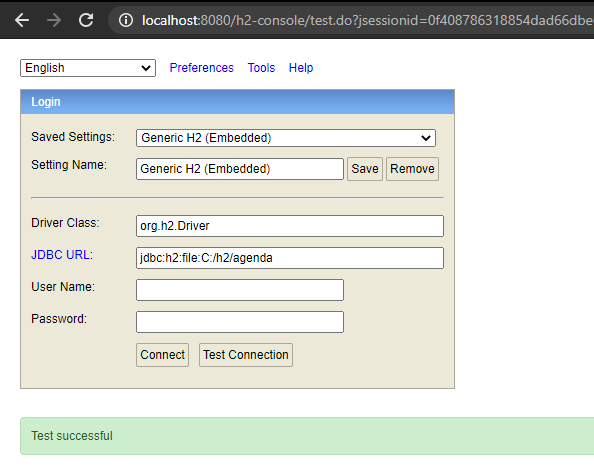 localhost:8080/h2-console/test.do?jsessionid=0f408786318854dad66dbe
English Preferences Tools Help
Login
Saved Settings: Generic H2 (Embedded)
Setting Name: Generic H2 (Embedded) Save Remove
Driver Class: org.h2.Driver
JDBC URL: jdbc:h2:file:C:/h2/agenda
User Name:
Password:
Connect Test Connection
Test successful